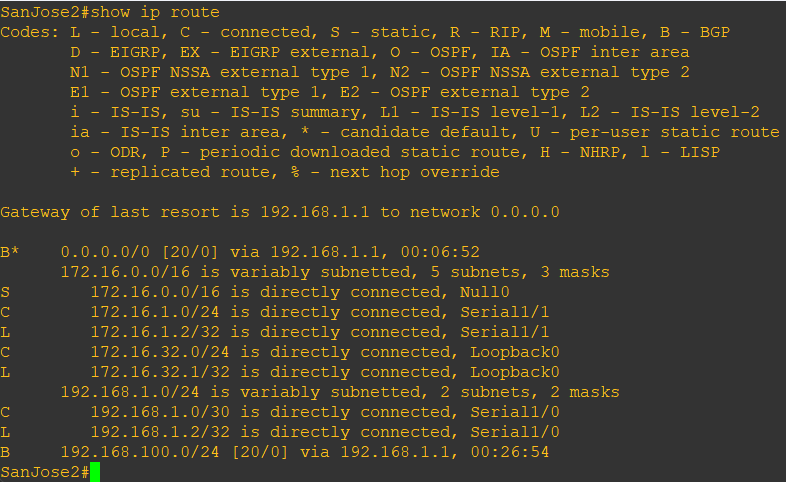 SanJose2#show ip route
Codes: L - local, C - connected, S - static, R - RIP, M - mobile, B - BGP
       D - EIGRP, EX - EIGRP external, O - OSPF, IA - OSPF inter area
       N1 - OSPF NSSA external type 1, N2 - OSPF NSSA external type 2
       E1 - OSPF external type 1, E2 - OSPF external type 2
       i - IS-IS, su - IS-IS summary, L1 - IS-IS level-1, L2 - IS-IS level-2
       ia - IS-IS inter area, * - candidate default, U - per-user static route
       o - ODR, P - periodic downloaded static route, H - NHRP, l - LISP
       + - replicated route, % - next hop override

Gateway of last resort is 192.168.1.1 to network 0.0.0.0

B*    0.0.0.0/0 [20/0] via 192.168.1.1, 00:06:52
      172.16.0.0/16 is variably subnetted, 5 subnets, 3 masks
S        172.16.0.0/16 is directly connected, Null0
C        172.16.1.0/24 is directly connected, Serial1/1
L        172.16.1.2/32 is directly connected, Serial1/1
C        172.16.32.0/24 is directly connected, Loopback0
L        172.16.32.1/32 is directly connected, Loopback0
      192.168.1.0/24 is variably subnetted, 2 subnets, 2 masks
C        192.168.1.0/30 is directly connected, Serial1/0
L        192.168.1.2/32 is directly connected, Serial1/0
B     192.168.100.0/24 [20/0] via 192.168.1.1, 00:26:54
SanJose2#